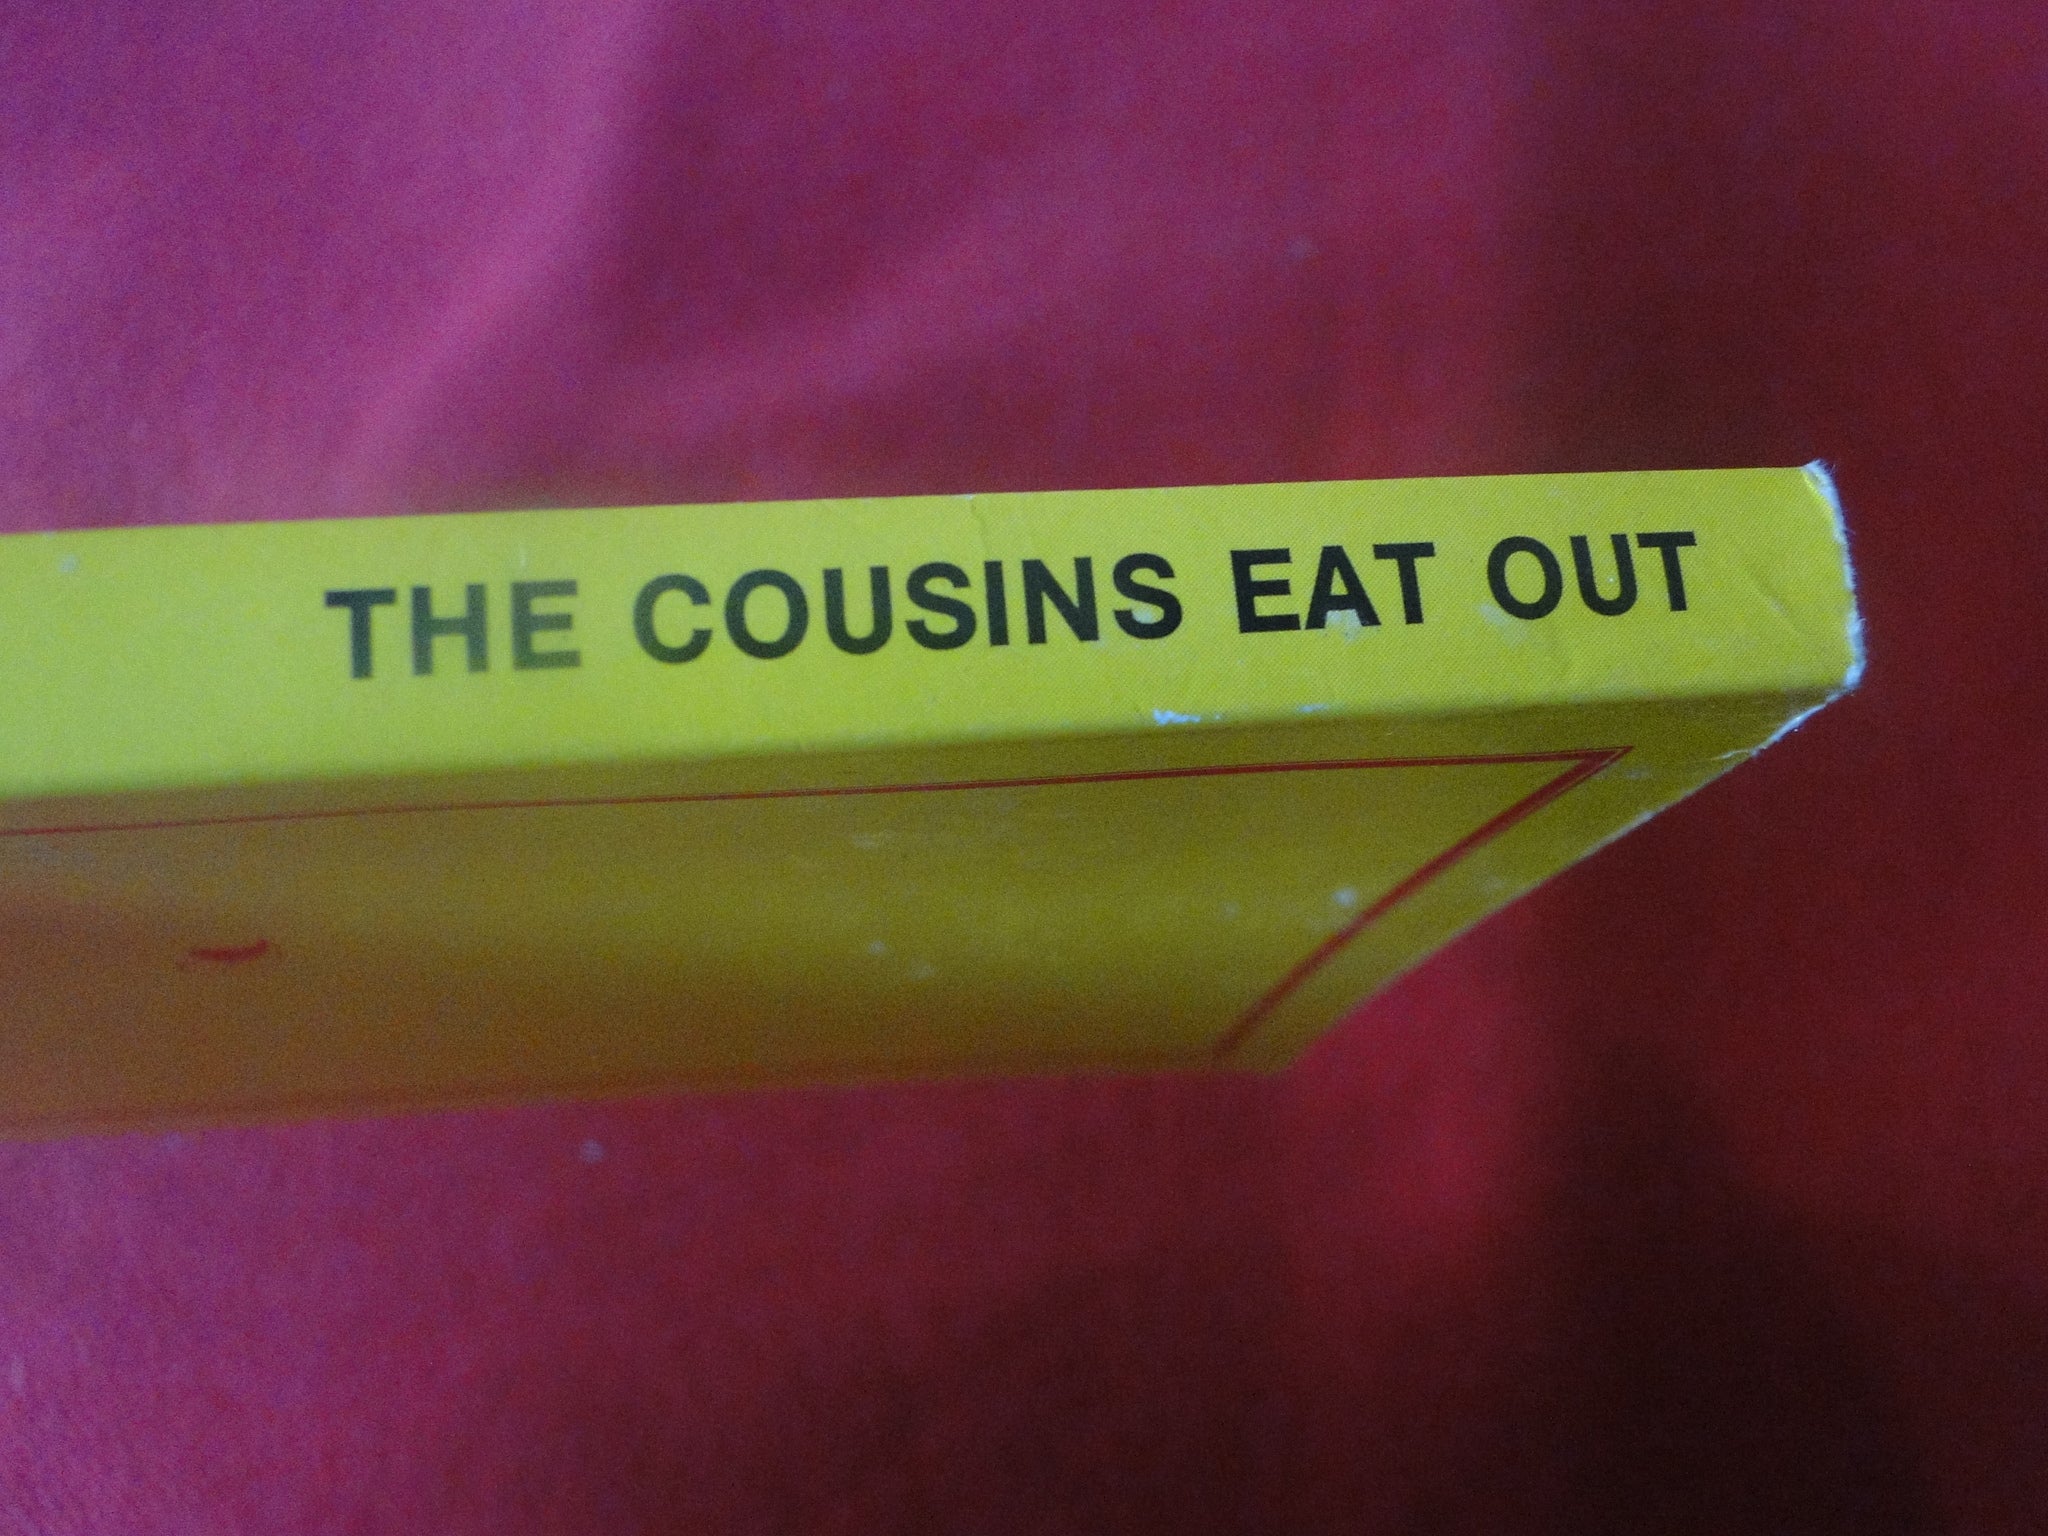 THE COUSINS EAT OUT